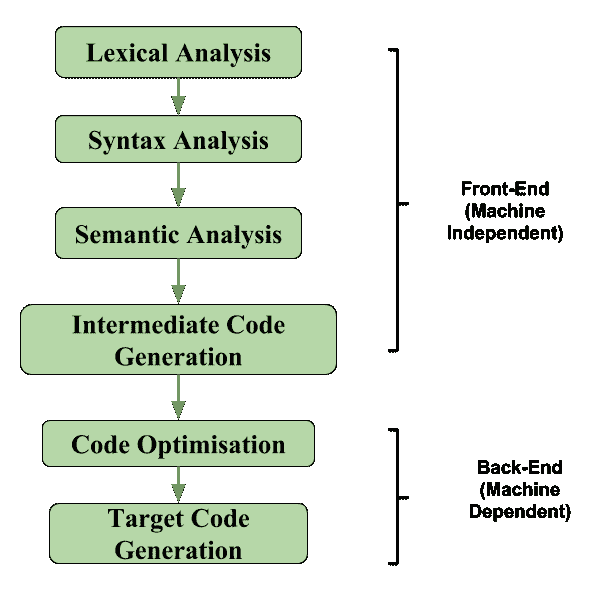 Lexical Analysis
Syntax Analysis
Semantic Analysis
Intermediate Code
Generation
Code Optimisation
Target Code
Generation
Front-End
(Machine
Independent)
Back-End
(Machine
Dependent)